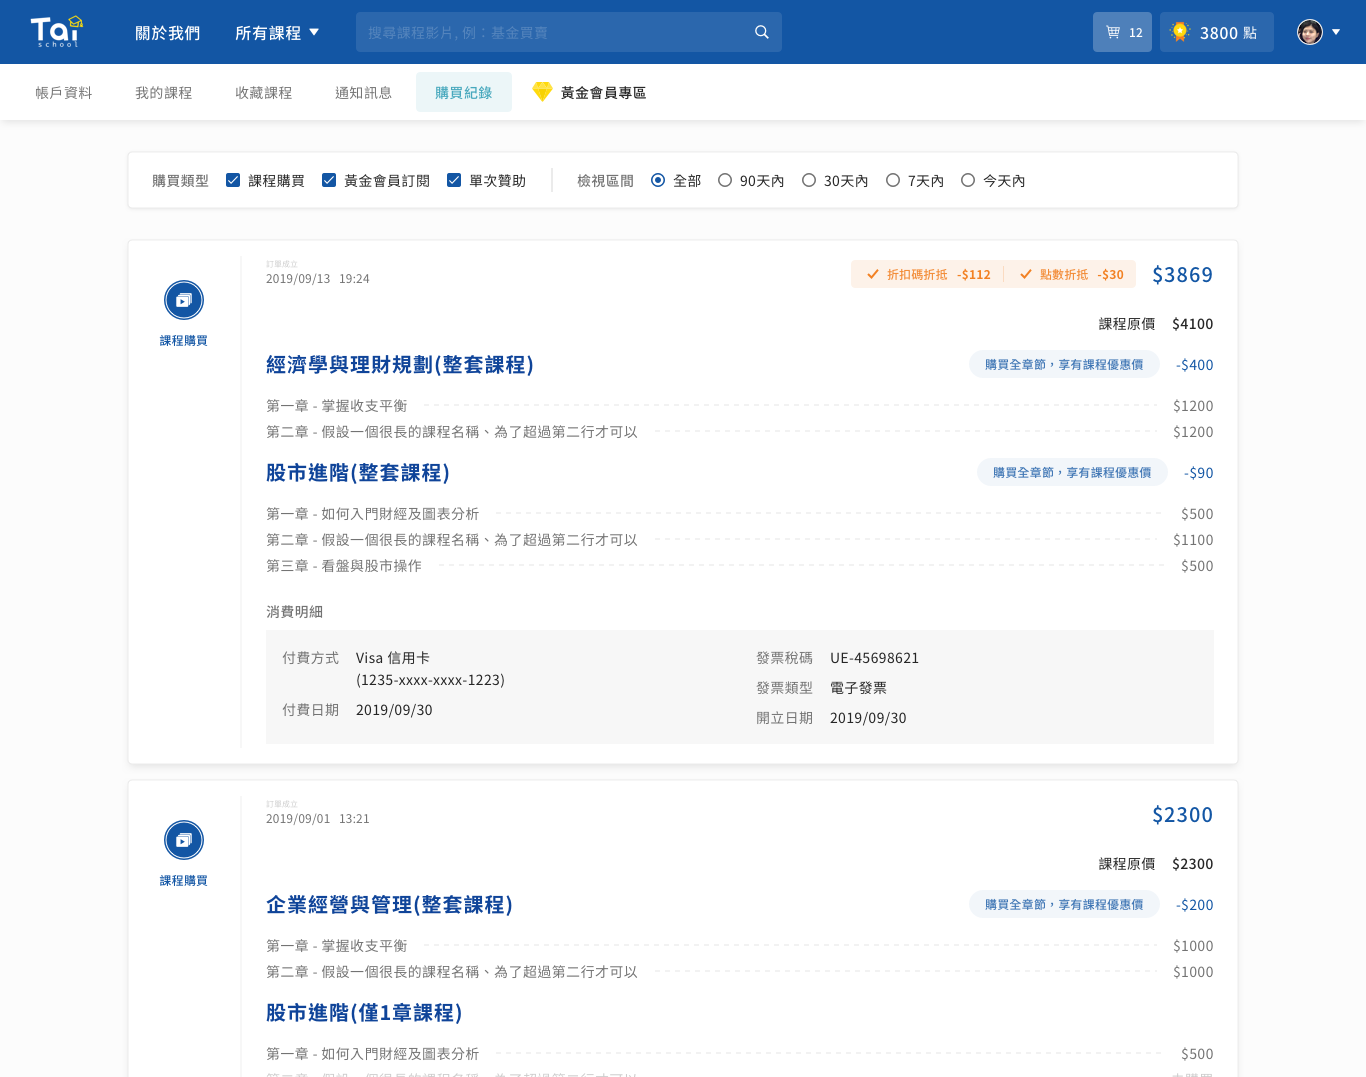 Tai
school
關於我們
所有課程
搜尋課程影片, 例：基金買賣
12
3800 點
帳戶資料
我的課程
收藏課程
通知訊息
購買紀錄
黃金會員專區
購買類型
課程購買
黃金會員訂閱
單次贊助
檢視區間
全部
90天內
30天內
7天內
今天內
課程購買
訂單成立
2019/09/13 19:24
折扣碼折抵 -$112
點數折抵 -$30
$3869
課程原價 $4100
經濟學與理財規劃(整套課程)
購買全章節，享有課程優惠價 -$400
第一章 - 掌握收支平衡 $1200
第二章 - 假設一個很長的課程名稱、為了超過第二行才可以 $1200
股市進階(整套課程)
購買全章節，享有課程優惠價 -$90
第一章 - 如何入門財經及圖表分析 $500
第二章 - 假設一個很長的課程名稱、為了超過第二行才可以 $1100
第三章 - 看盤與股市操作 $500
消費明細
付費方式 Visa 信用卡
(1235-xxxx-xxxx-1223)
付費日期 2019/09/30
發票稅碼 UE-45698621
發票類型 電子發票
開立日期 2019/09/30
課程購買
訂單成立
2019/09/01 13:21
$2300
課程原價 $2300
企業經營與管理(整套課程)
購買全章節，享有課程優惠價 -$200
第一章 - 掌握收支平衡 $1000
第二章 - 假設一個很長的課程名稱、為了超過第二行才可以 $1000
股市進階(僅1章課程)
第一章 - 如何入門財經及圖表分析 $500